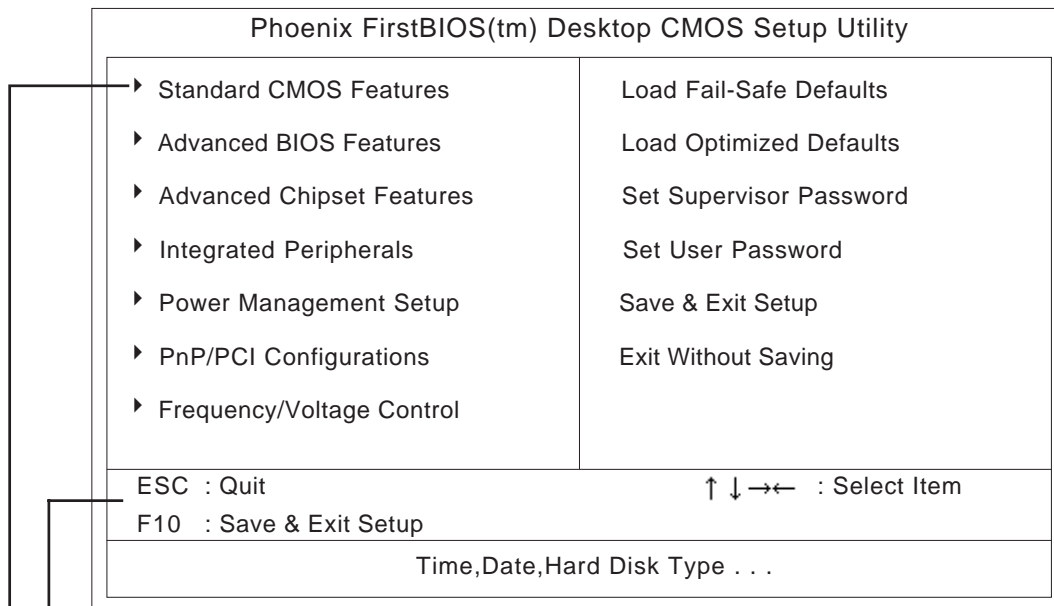 Phoenix FirstBIOS(tm) Desktop CMOS Setup Utility
Standard CMOS Features
Advanced BIOS Features
Advanced Chipset Features
Integrated Peripherals
Power Management Setup
PnP/PCI Configurations
Frequency/Voltage Control
Load Fail-Safe Defaults
Load Optimized Defaults
Set Supervisor Password
Set User Password
Save & Exit Setup
Exit Without Saving
ESC : Quit
↑ ↓ → ← : Select Item
F10 : Save & Exit Setup
Time,Date,Hard Disk Type . . .